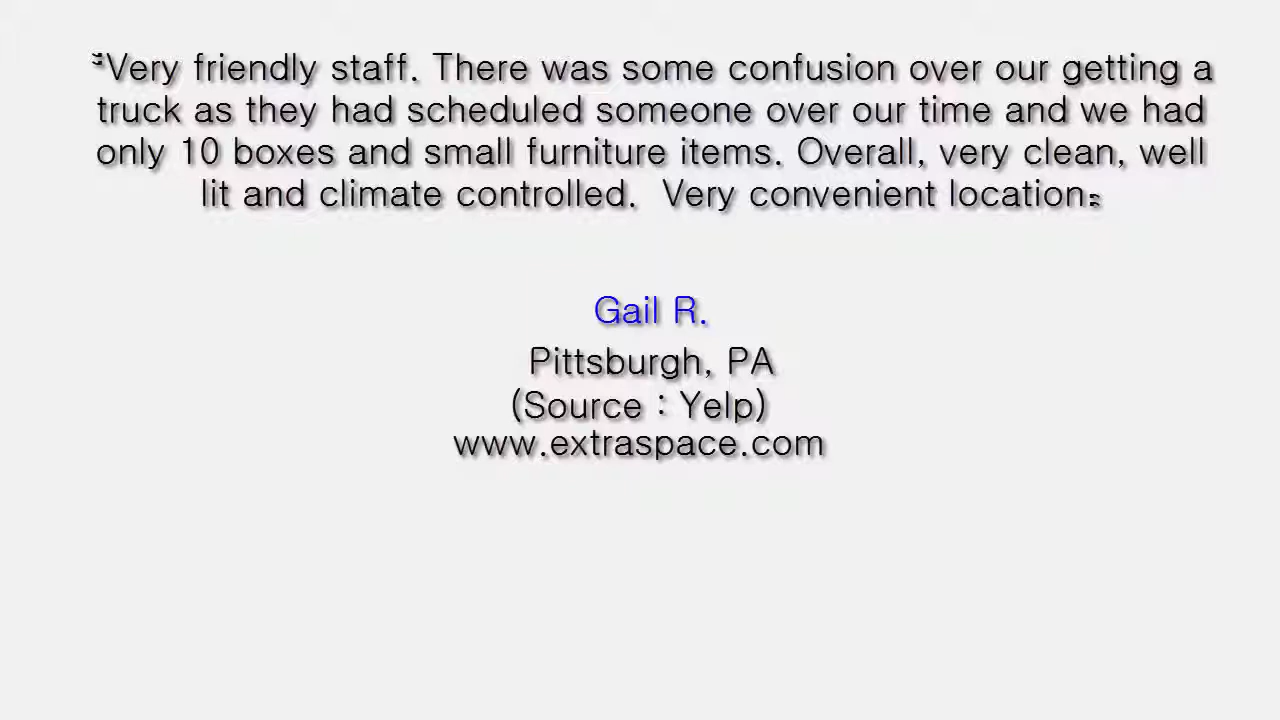 "Very friendly staff. There was some confusion over our getting a
truck as they had scheduled someone over our time and we had
only 10 boxes and small furniture items. Overall, very clean, well
lit and climate controlled.  Very convenient location."
Gail R.
Pittsburgh, PA
(Source : Yelp)
www.extraspace.com